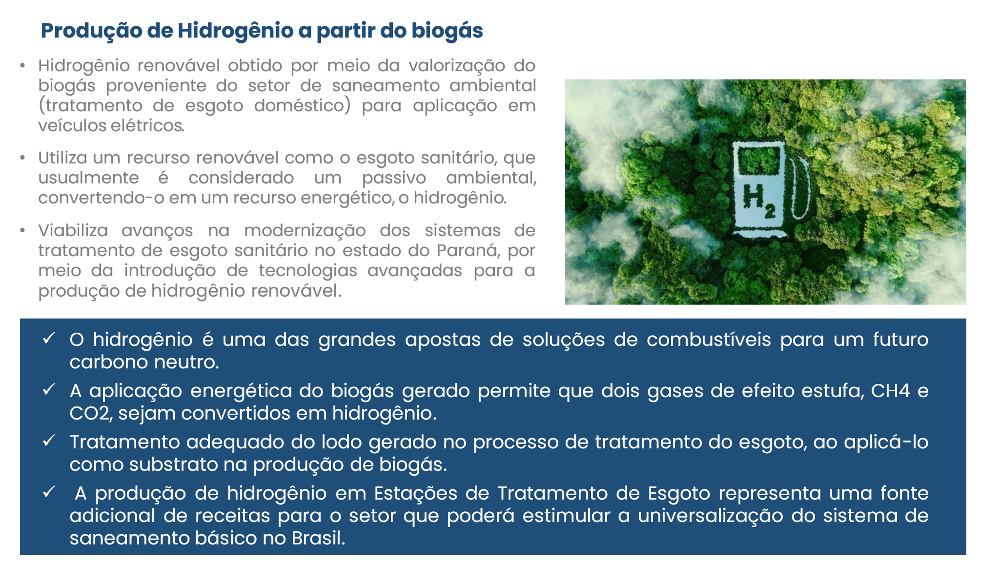 Produção de Hidrogênio a partir do biogás
• Hidrogênio renovável obtido por meio da valorização do
biogás proveniente do setor de saneamento ambiental
(tratamento de esgoto doméstico) para aplicação em
veículos elétricos.
• Utiliza um recurso renovável como o esgoto sanitário, que
usualmente é considerado um passivo ambiental,
convertendo-o em um recurso energético, o hidrogênio.
• Viabiliza avanços na modernização dos sistemas de
tratamento de esgoto sanitário no estado do Paraná, por
meio da introdução de tecnologias avançadas para a
produção de hidrogênio renovável.
H2
✓ O hidrogênio é uma das grandes apostas de soluções de combustíveis para um futuro
carbono neutro.
✓ A aplicação energética do biogás gerado permite que dois gases de efeito estufa, CH4 e
CO2, sejam convertidos em hidrogênio.
✓ Tratamento adequado do lodo gerado no processo de tratamento do esgoto, ao aplicá-lo
como substrato na produção de biogás.
✓ A produção de hidrogênio em Estações de Tratamento de Esgoto representa uma fonte
adicional de receitas para o setor que poderá estimular a universalização do sistema de
saneamento básico no Brasil.